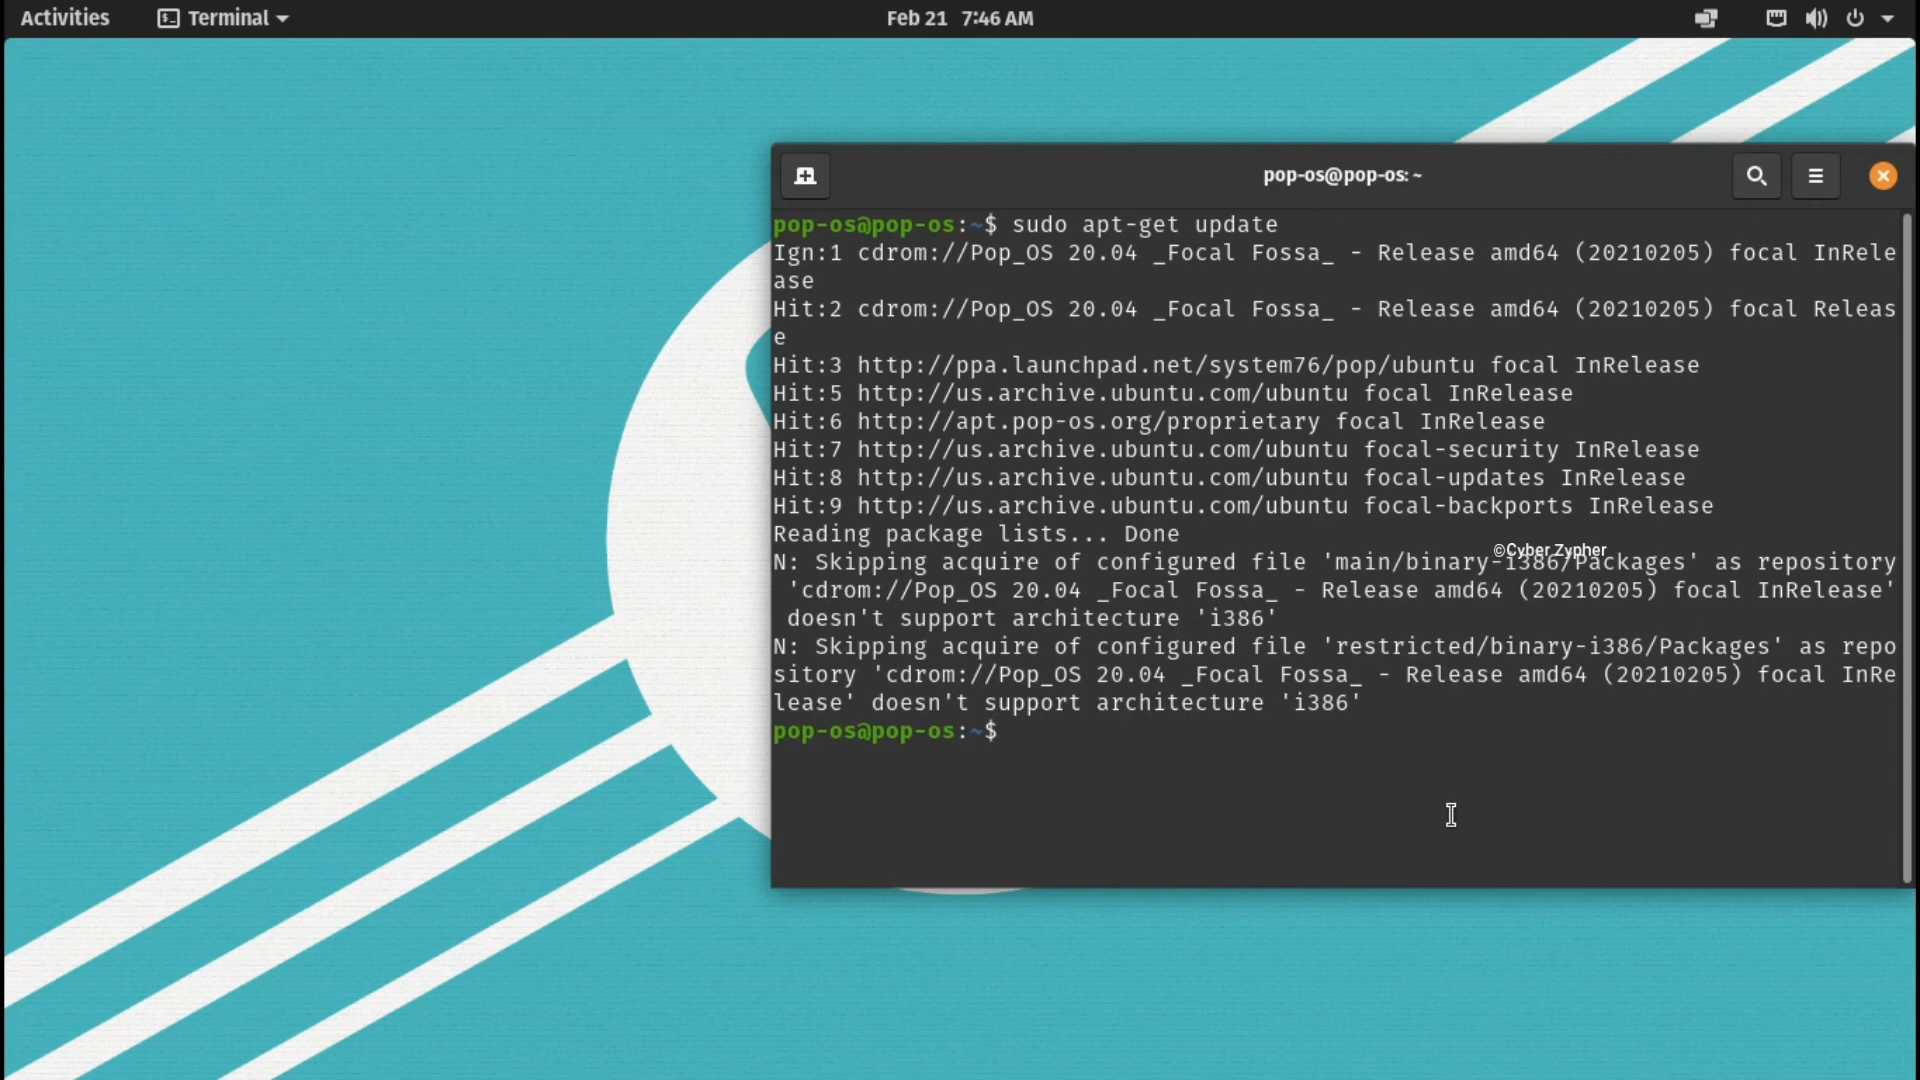 Activities Terminal Feb 21 7:46 AM
pop-os@pop-os: ~
pop-os@pop-os:~$ sudo apt-get update
Ign:1 cdrom://Pop_OS 20.04 _Focal Fossa_ - Release amd64 (20210205) focal InRele
ase
Hit:2 cdrom://Pop_OS 20.04 _Focal Fossa_ - Release amd64 (20210205) focal Releas
e
Hit:3 http://ppa.launchpad.net/system76/pop/ubuntu focal InRelease
Hit:5 http://us.archive.ubuntu.com/ubuntu focal InRelease
Hit:6 http://apt.pop-os.org/proprietary focal InRelease
Hit:7 http://us.archive.ubuntu.com/ubuntu focal-security InRelease
Hit:8 http://us.archive.ubuntu.com/ubuntu focal-updates InRelease
Hit:9 http://us.archive.ubuntu.com/ubuntu focal-backports InRelease
Reading package lists... Done
©Cyber Zypher
N: Skipping acquire of configured file 'main/binary-i386/Packages' as repository
'cdrom://Pop_OS 20.04 _Focal Fossa_ - Release amd64 (20210205) focal InRelease'
doesn't support architecture 'i386'
N: Skipping acquire of configured file 'restricted/binary-i386/Packages' as repo
sitory 'cdrom://Pop_OS 20.04 _Focal Fossa_ - Release amd64 (20210205) focal InRe
lease' doesn't support architecture 'i386'
pop-os@pop-os:~$